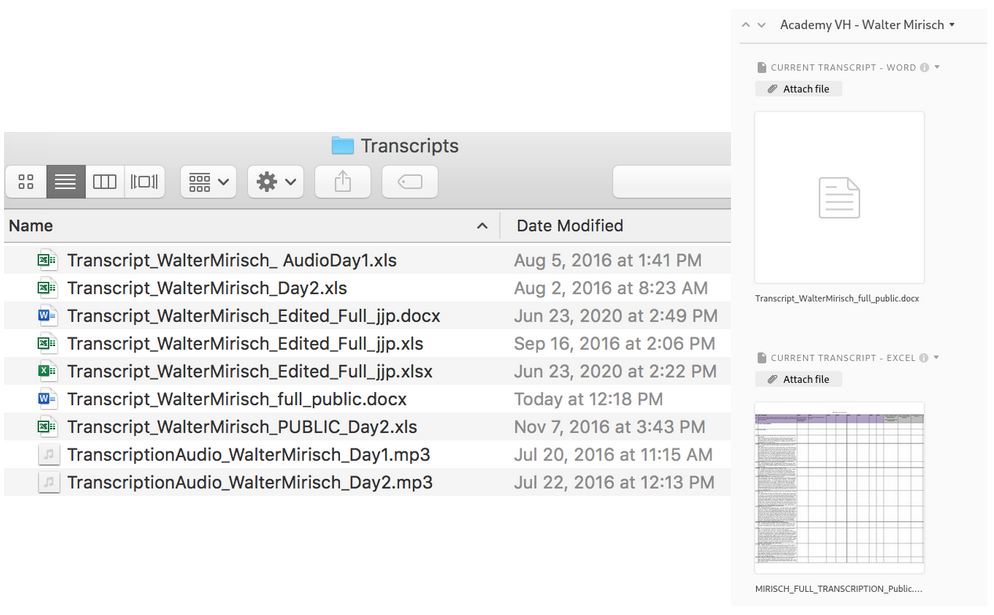 Transcripts
Name
Date Modified
Transcript_WalterMirisch_ AudioDay1.xls Aug 5, 2016 at 1:41 PM
Transcript_WalterMirisch_Day2.xls Aug 2, 2016 at 8:23 AM
Transcript_WalterMirisch_Edited_Full_jjp.docx Jun 23, 2020 at 2:49 PM
Transcript_WalterMirisch_Edited_Full_jjp.xls Sep 16, 2016 at 2:06 PM
Transcript_WalterMirisch_Edited_Full_jjp.xlsx Jun 23, 2020 at 2:22 PM
Transcript_WalterMirisch_full_public.docx Today at 12:18 PM
Transcript_WalterMirisch_PUBLIC_Day2.xls Nov 7, 2016 at 3:43 PM
TranscriptionAudio_WalterMirisch_Day1.mp3 Jul 20, 2016 at 11:15 AM
TranscriptionAudio_WalterMirisch_Day2.mp3 Jul 22, 2016 at 12:13 PM
Academy VH - Walter Mirisch
CURRENT TRANSCRIPT - WORD
Attach file
Transcript_WalterMirisch_full_public.docx
CURRENT TRANSCRIPT - EXCEL
Attach file
MIRISCH_FULL_TRANSCRIPTION_Public....